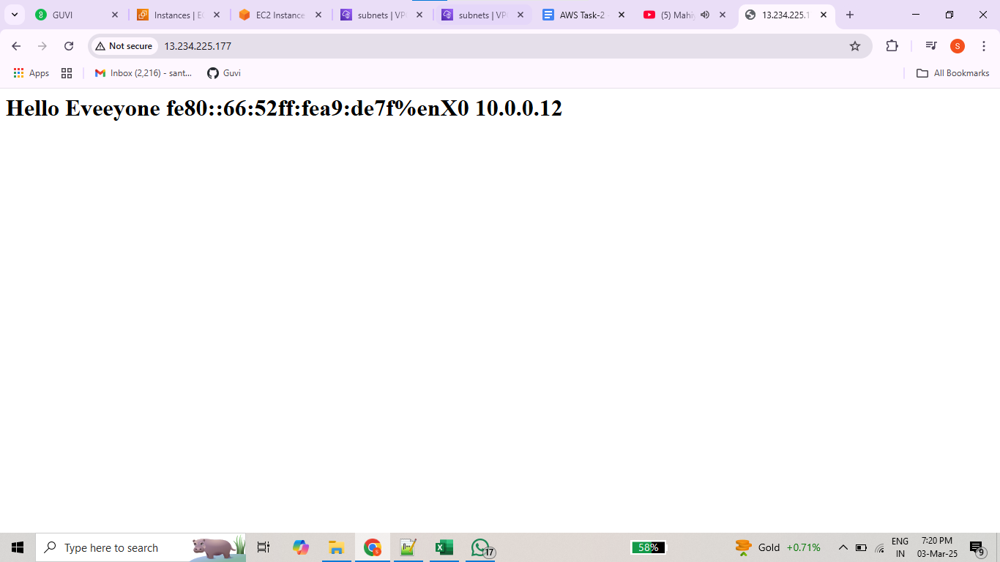 GUVI
Instances | E
EC2 Instance
subnets | VP
subnets | VP
AWS Task-2
(5) Mahi
13.234.225.1
Not secure
13.234.225.177
S
Apps
Inbox (2,216) - sant...
Guvi
All Bookmarks
Hello Eveeyone fe80::66:52ff:fea9:de7f%enX0 10.0.0.12
Type here to search
17
58%
Gold +0.71%
ENG
IN
7:20 PM
03-Mar-25
9